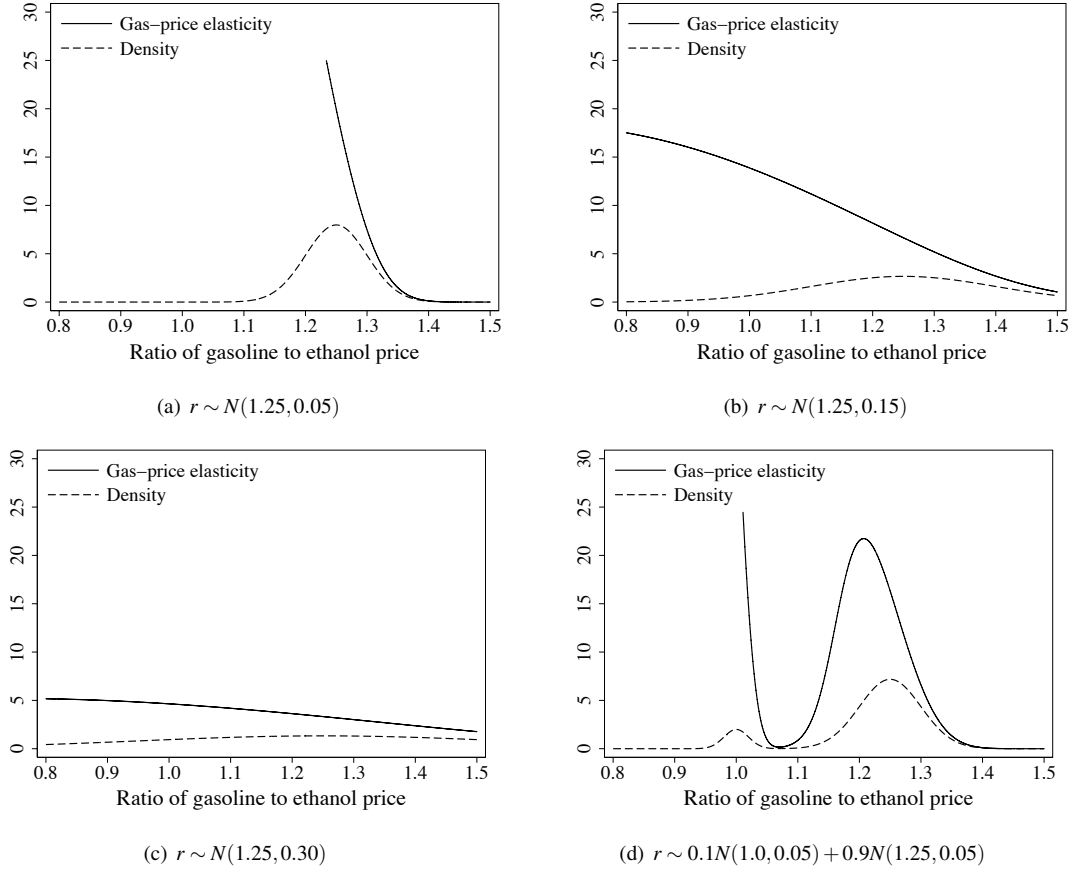 30
25
20
15
10
5
0
Gas−price elasticity
Density
0.8 0.9 1.0 1.1 1.2 1.3 1.4 1.5
Ratio of gasoline to ethanol price
(a) r ∼ N(1.25,0.05)
30
25
20
15
10
5
0
Gas−price elasticity
Density
0.8 0.9 1.0 1.1 1.2 1.3 1.4 1.5
Ratio of gasoline to ethanol price
(b) r ∼ N(1.25,0.15)
30
25
20
15
10
5
0
Gas−price elasticity
Density
0.8 0.9 1.0 1.1 1.2 1.3 1.4 1.5
Ratio of gasoline to ethanol price
(c) r ∼ N(1.25,0.30)
30
25
20
15
10
5
0
Gas−price elasticity
Density
0.8 0.9 1.0 1.1 1.2 1.3 1.4 1.5
Ratio of gasoline to ethanol price
(d) r ∼ 0.1N(1.0,0.05)+0.9N(1.25,0.05)